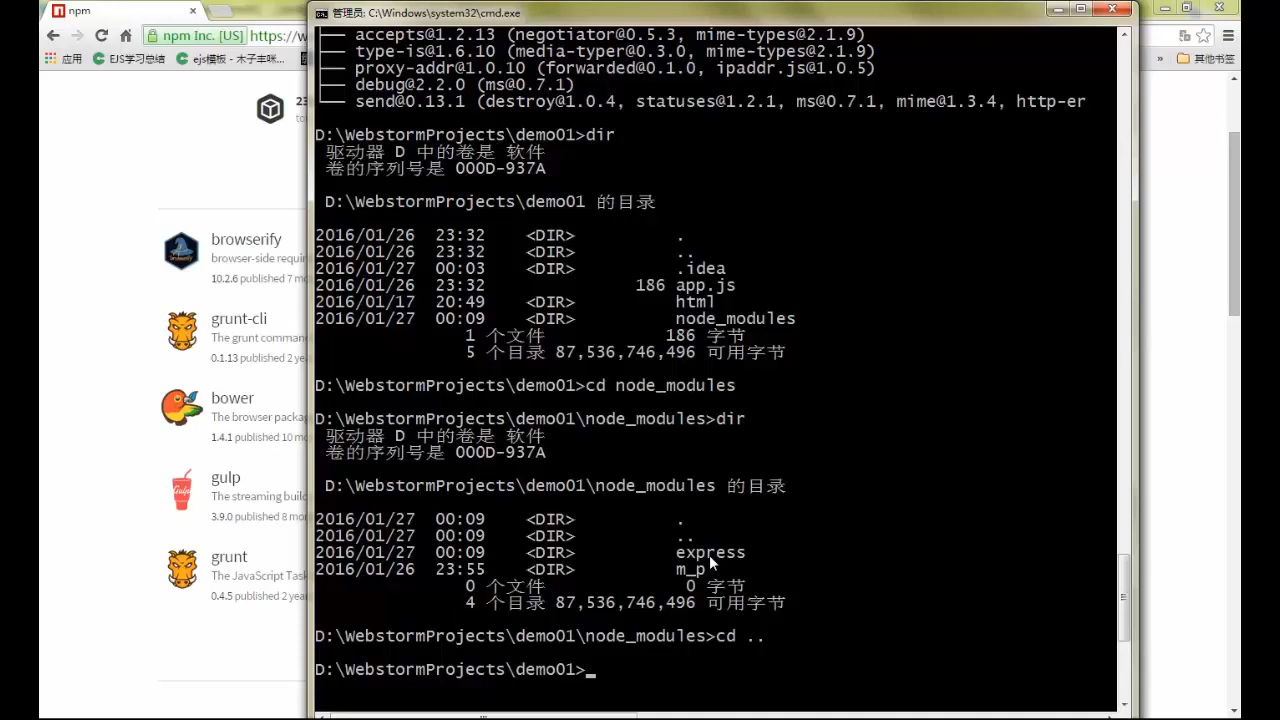 npm
管理员: C:\Windows\system32\cmd.exe
npm Inc. [US]
https://w
应用
EJS学习总结
ejs模板 - 木子丰咪...
»
其他书签
23
browserify
browser-side requir
10.2.6 published 7 m
grunt-cli
The grunt comman
0.1.13 published 2 ye
bower
The browser packa
1.4.1 published 10 mo
gulp
The streaming build
3.9.0 published 8 mon
grunt
The JavaScript Task
0.4.5 published 2 year
├── accepts@1.2.13 (negotiator@0.5.3, mime-types@2.1.9)
├── type-is@1.6.10 (media-typer@0.3.0, mime-types@2.1.9)
├── proxy-addr@1.0.10 (forwarded@0.1.0, ipaddr.js@1.0.5)
├── debug@2.2.0 (ms@0.7.1)
└── send@0.13.1 (destroy@1.0.4, statuses@1.2.1, ms@0.7.1, mime@1.3.4, http-er
D:\WebstormProjects\demo01>dir
驱动器 D 中的卷是 软件
卷的序列号是 000D-937A
D:\WebstormProjects\demo01 的目录
2016/01/26 23:32 <DIR> .
2016/01/26 23:32 <DIR> ..
2016/01/27 00:03 <DIR> .idea
2016/01/26 23:32 186 app.js
2016/01/17 20:49 <DIR> html
2016/01/27 00:09 <DIR> node_modules
1 个文件 186 字节
5 个目录 87,536,746,496 可用字节
D:\WebstormProjects\demo01>cd node_modules
D:\WebstormProjects\demo01\node_modules>dir
驱动器 D 中的卷是 软件
卷的序列号是 000D-937A
D:\WebstormProjects\demo01\node_modules 的目录
2016/01/27 00:09 <DIR> .
2016/01/27 00:09 <DIR> ..
2016/01/27 00:09 <DIR> express
2016/01/26 23:55 <DIR> m_p
0 个文件 0 字节
4 个目录 87,536,746,496 可用字节
D:\WebstormProjects\demo01\node_modules>cd ..
D:\WebstormProjects\demo01>_